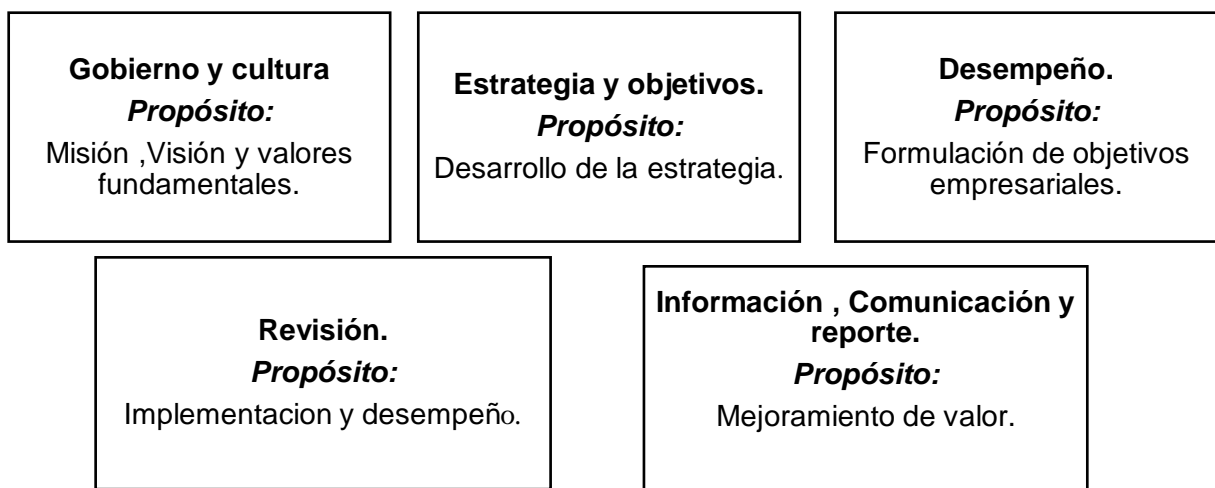 Gobierno y cultura
Propósito:
Misión ,Visión y valores
fundamentales.
Estrategia y objetivos.
Propósito:
Desarrollo de la estrategia.
Desempeño.
Propósito:
Formulación de objetivos
empresariales.
Revisión.
Propósito:
Implementacion y desempeño.
Información , Comunicación y
reporte.
Propósito:
Mejoramiento de valor.